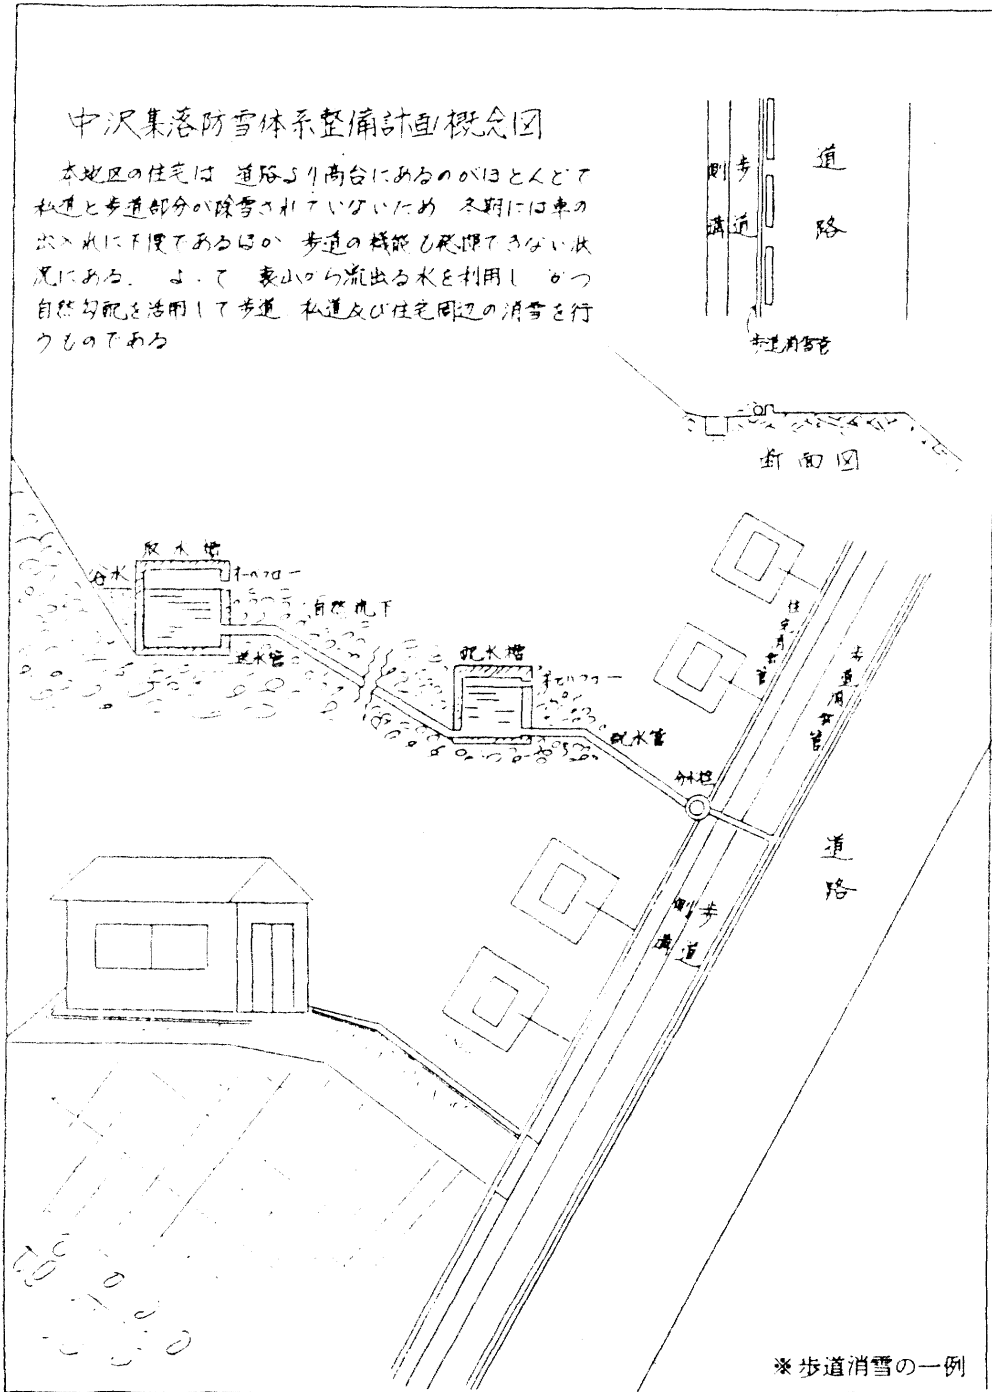 中沢集落防雪体系整備計画概念図
本地区の住宅は 道路より高台にあるのがほとんどで
私道と歩道部分が除雪されていないため 冬期には車の
出入れに不便であるほか 歩道の機能も発揮できない状
況にある. よって 裏山から流出る水を利用し かつ
自然勾配を活用して歩道 私道及び住宅周辺の消雪を行
うものである
側溝
歩道
道路
歩道消雪管
断面図
取水槽
谷水
オーバーフロー
自然流下
送水管
配水槽
オーバーフロー
配水管
分水栓
住宅消雪管
歩道消雪管
道路
側溝
歩道
※歩道消雪の一例